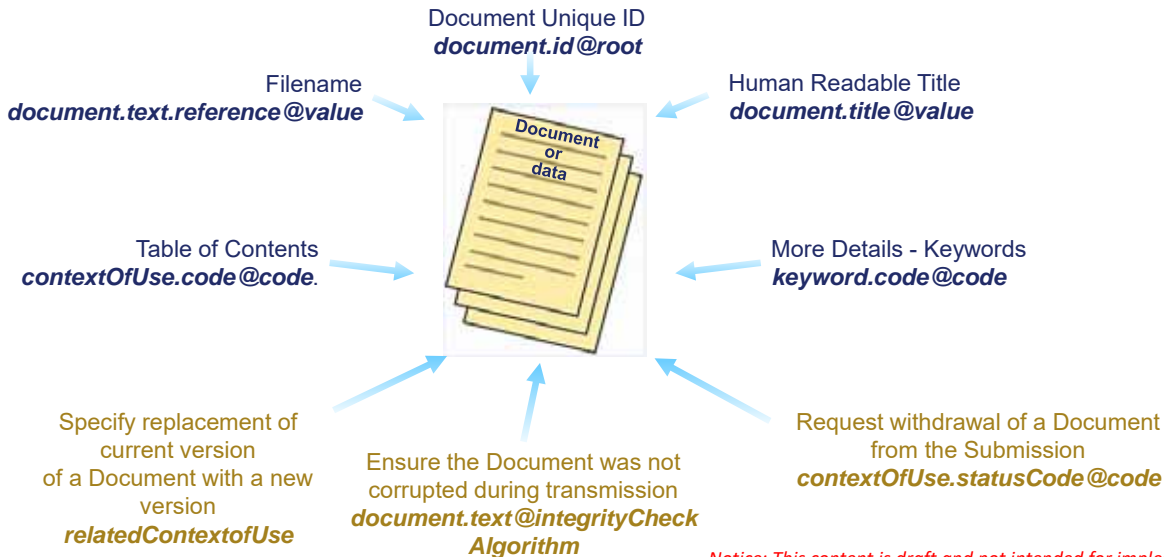 Document Unique ID
document.id@root
Filename
document.text.reference@value
Human Readable Title
document.title@value
Document
or
data
Table of Contents
contextOfUse.code@code.
More Details - Keywords
keyword.code@code
Specify replacement of
current version
of a Document with a new
version
relatedContextofUse
Ensure the Document was not
corrupted during transmission
document.text@integrityCheck
Algorithm
Request withdrawal of a Document
from the Submission
contextOfUse.statusCode@code
Notice: This content is draft and not intended for imple